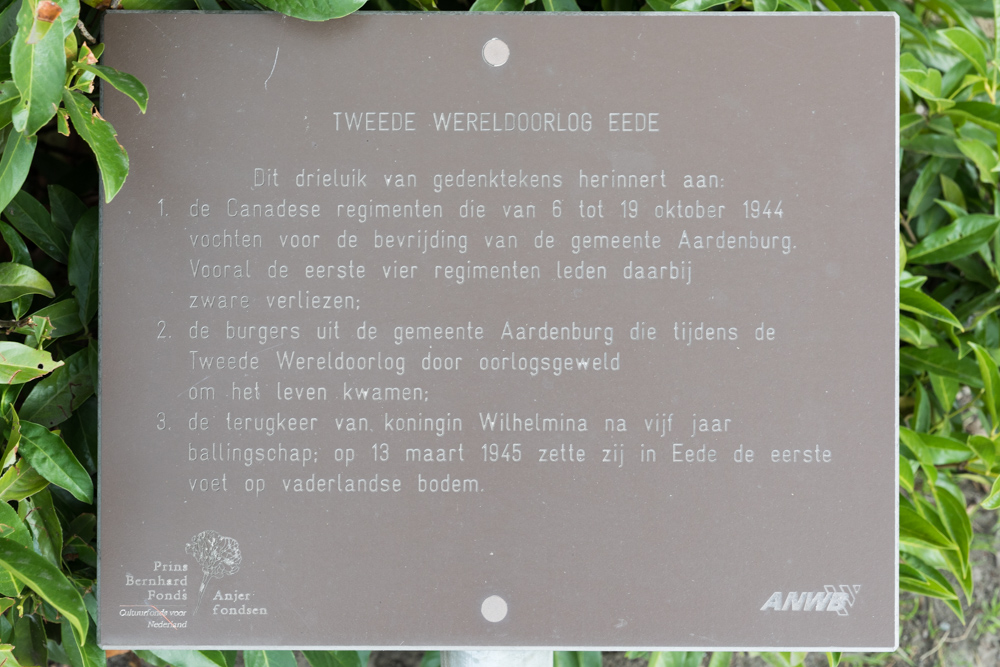 TWEEDE WERELDOORLOG EEDE
Dit drieluik van gedenktekens herinnert aan:
1. de Canadese regimenten die van 6 tot 19 oktober 1944
vochten voor de bevrijding van de gemeente Aardenburg.
Vooral de eerste vier regimenten leden daarbij
zware verliezen;
2. de burgers uit de gemeente Aardenburg die tijdens de
Tweede Wereldoorlog door oorlogsgeweld
om het leven kwamen;
3. de terugkeer van koningin Wilhelmina na vijf jaar
ballingschap; op 13 maart 1945 zette zij in Eede de eerste
voet op vaderlandse bodem.
Prins
Bernhard
Fonds
Cultuurfonds voor
Nederland
Anjer
fondsen
ANWB